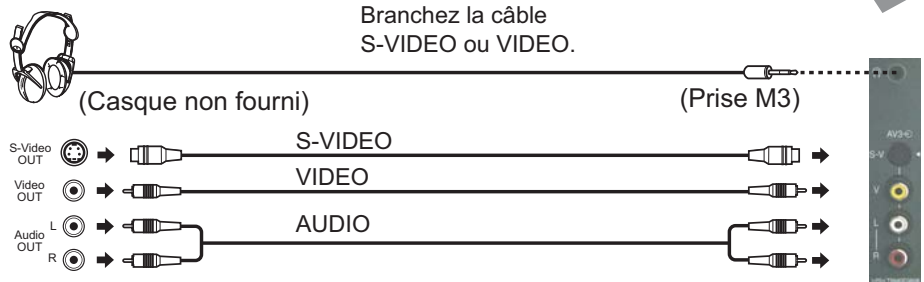 Branchez la câble
S-VIDEO ou VIDEO.
(Casque non fourni)
(Prise M3)
S-Video
OUT
S-VIDEO
Video
OUT
VIDEO
Audio
OUT
L
R
AUDIO
AV3
S-V
V
L
R